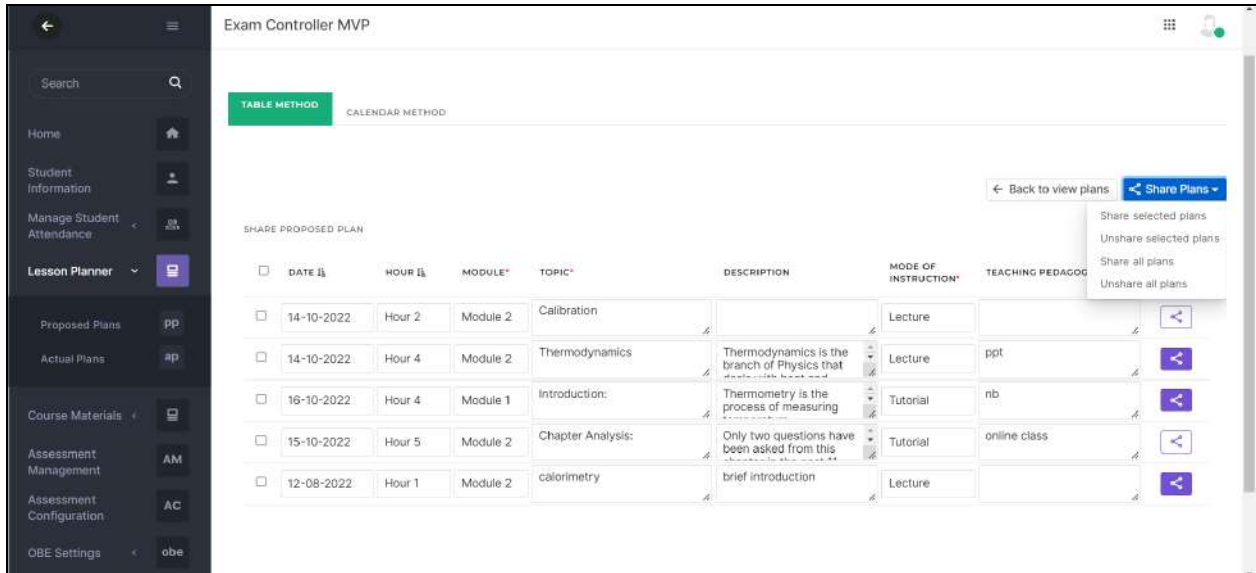 Exam Controller MVP
Search
Home
Student
Information
Manage Student
Attendance
Lesson Planner
Proposed Plans PP
Actual Plans ap
Course Materials
Assessment
Management
AM
Assessment
Configuration
AC
OBE Settings obe
TABLE METHOD CALENDAR METHOD
← Back to view plans Share Plans
Share selected plans
Unshare selected plans
Share all plans
Unshare all plans
SHARE PROPOSED PLAN
DATE HOUR MODULE* TOPIC* DESCRIPTION MODE OF INSTRUCTION* TEACHING PEDAGOG
14-10-2022 Hour 2 Module 2 Calibration Lecture
14-10-2022 Hour 4 Module 2 Thermodynamics Thermodynamics is the Lecture ppt
branch of Physics that
16-10-2022 Hour 4 Module 1 Introduction: Thermometry is the Tutorial nb
process of measuring
15-10-2022 Hour 5 Module 2 Chapter Analysis: Only two questions have Tutorial online class
been asked from this
12-08-2022 Hour 1 Module 2 calorimetry brief introduction Lecture